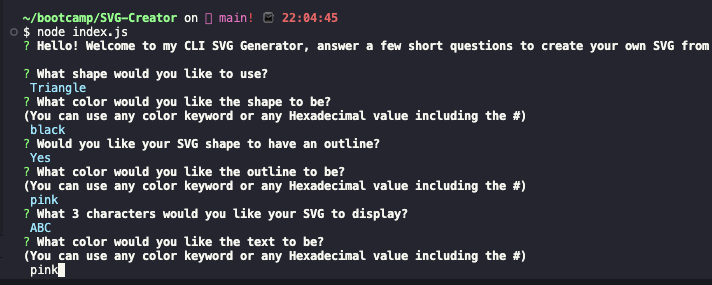 ~/bootcamp/SVG-Creator on main! 22:04:45
$ node index.js
? Hello! Welcome to my CLI SVG Generator, answer a few short questions to create your own SVG from
? What shape would you like to use?
Triangle
? What color would you like the shape to be?
(You can use any color keyword or any Hexadecimal value including the #)
black
? Would you like your SVG shape to have an outline?
Yes
? What color would you like the outline to be?
(You can use any color keyword or any Hexadecimal value including the #)
pink
? What 3 characters would you like your SVG to display?
ABC
? What color would you like the text to be?
(You can use any color keyword or any Hexadecimal value including the #)
pink